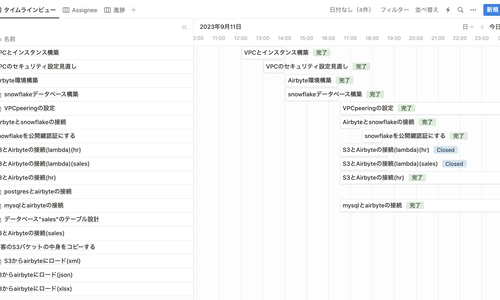 タイムラインビュー Assignee 進捗 + 日付なし（4件） フィルター 並べ替え 新規
2023年9月11日 日 今日
名前 10:00 11:00 12:00 13:00 14:00 15:00 16:00 17:00 18:00 19:00 20:00 21:00 22:00 23:00
PCとインスタンス構築 VPCとインスタンス構築 完了
PCのセキュリティ設定見直し VPCのセキュリティ設定見直し 完了
irbyte環境構築 Airbyte環境構築 完了
snowflakeデータベース構築 snowflakeデータベース構築 完了
VPCpeeringの設定 VPCpeeringの設定 完了
irbyteとsnowflakeの接続 Airbyteとsnowflakeの接続 完了
nowflakeを公開鍵認証にする snowflakeを公開鍵認証にする 完了
3とAirbyteの接続(lambda)(hr) S3とAirbyteの接続(lambda)(hr) Closed
3とAirbyteの接続(lambda)(sales) S3とAirbyteの接続(lambda)(sales) Closed
3とAirbyteの接続(hr) S3とAirbyteの接続(hr) 完了
postgresとairbyteの接続
mysqlとairbyteの接続 mysqlとairbyteの接続 完了
データベース"sales"のテーブル設計
3とAirbyteの接続(sales)
客のS3バケットの中身をコピーする
S3からairbyteにロード(xml)
3からairbyteにロード(json)
3からairbyteにロード(xlsx)